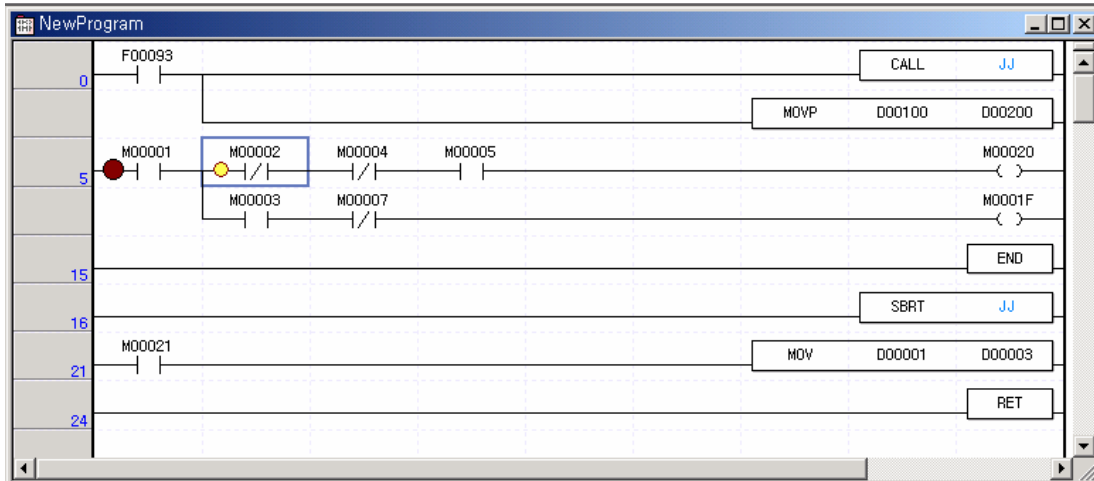 NewProgram
F00093
0
CALL JJ
MOVP D00100 D00200
M00001 M00002 M00004 M00005 M00020
5
M00003 M00007 M0001F
END
15
SBRT JJ
16
M00021
MOV D00001 D00003
21
RET
24